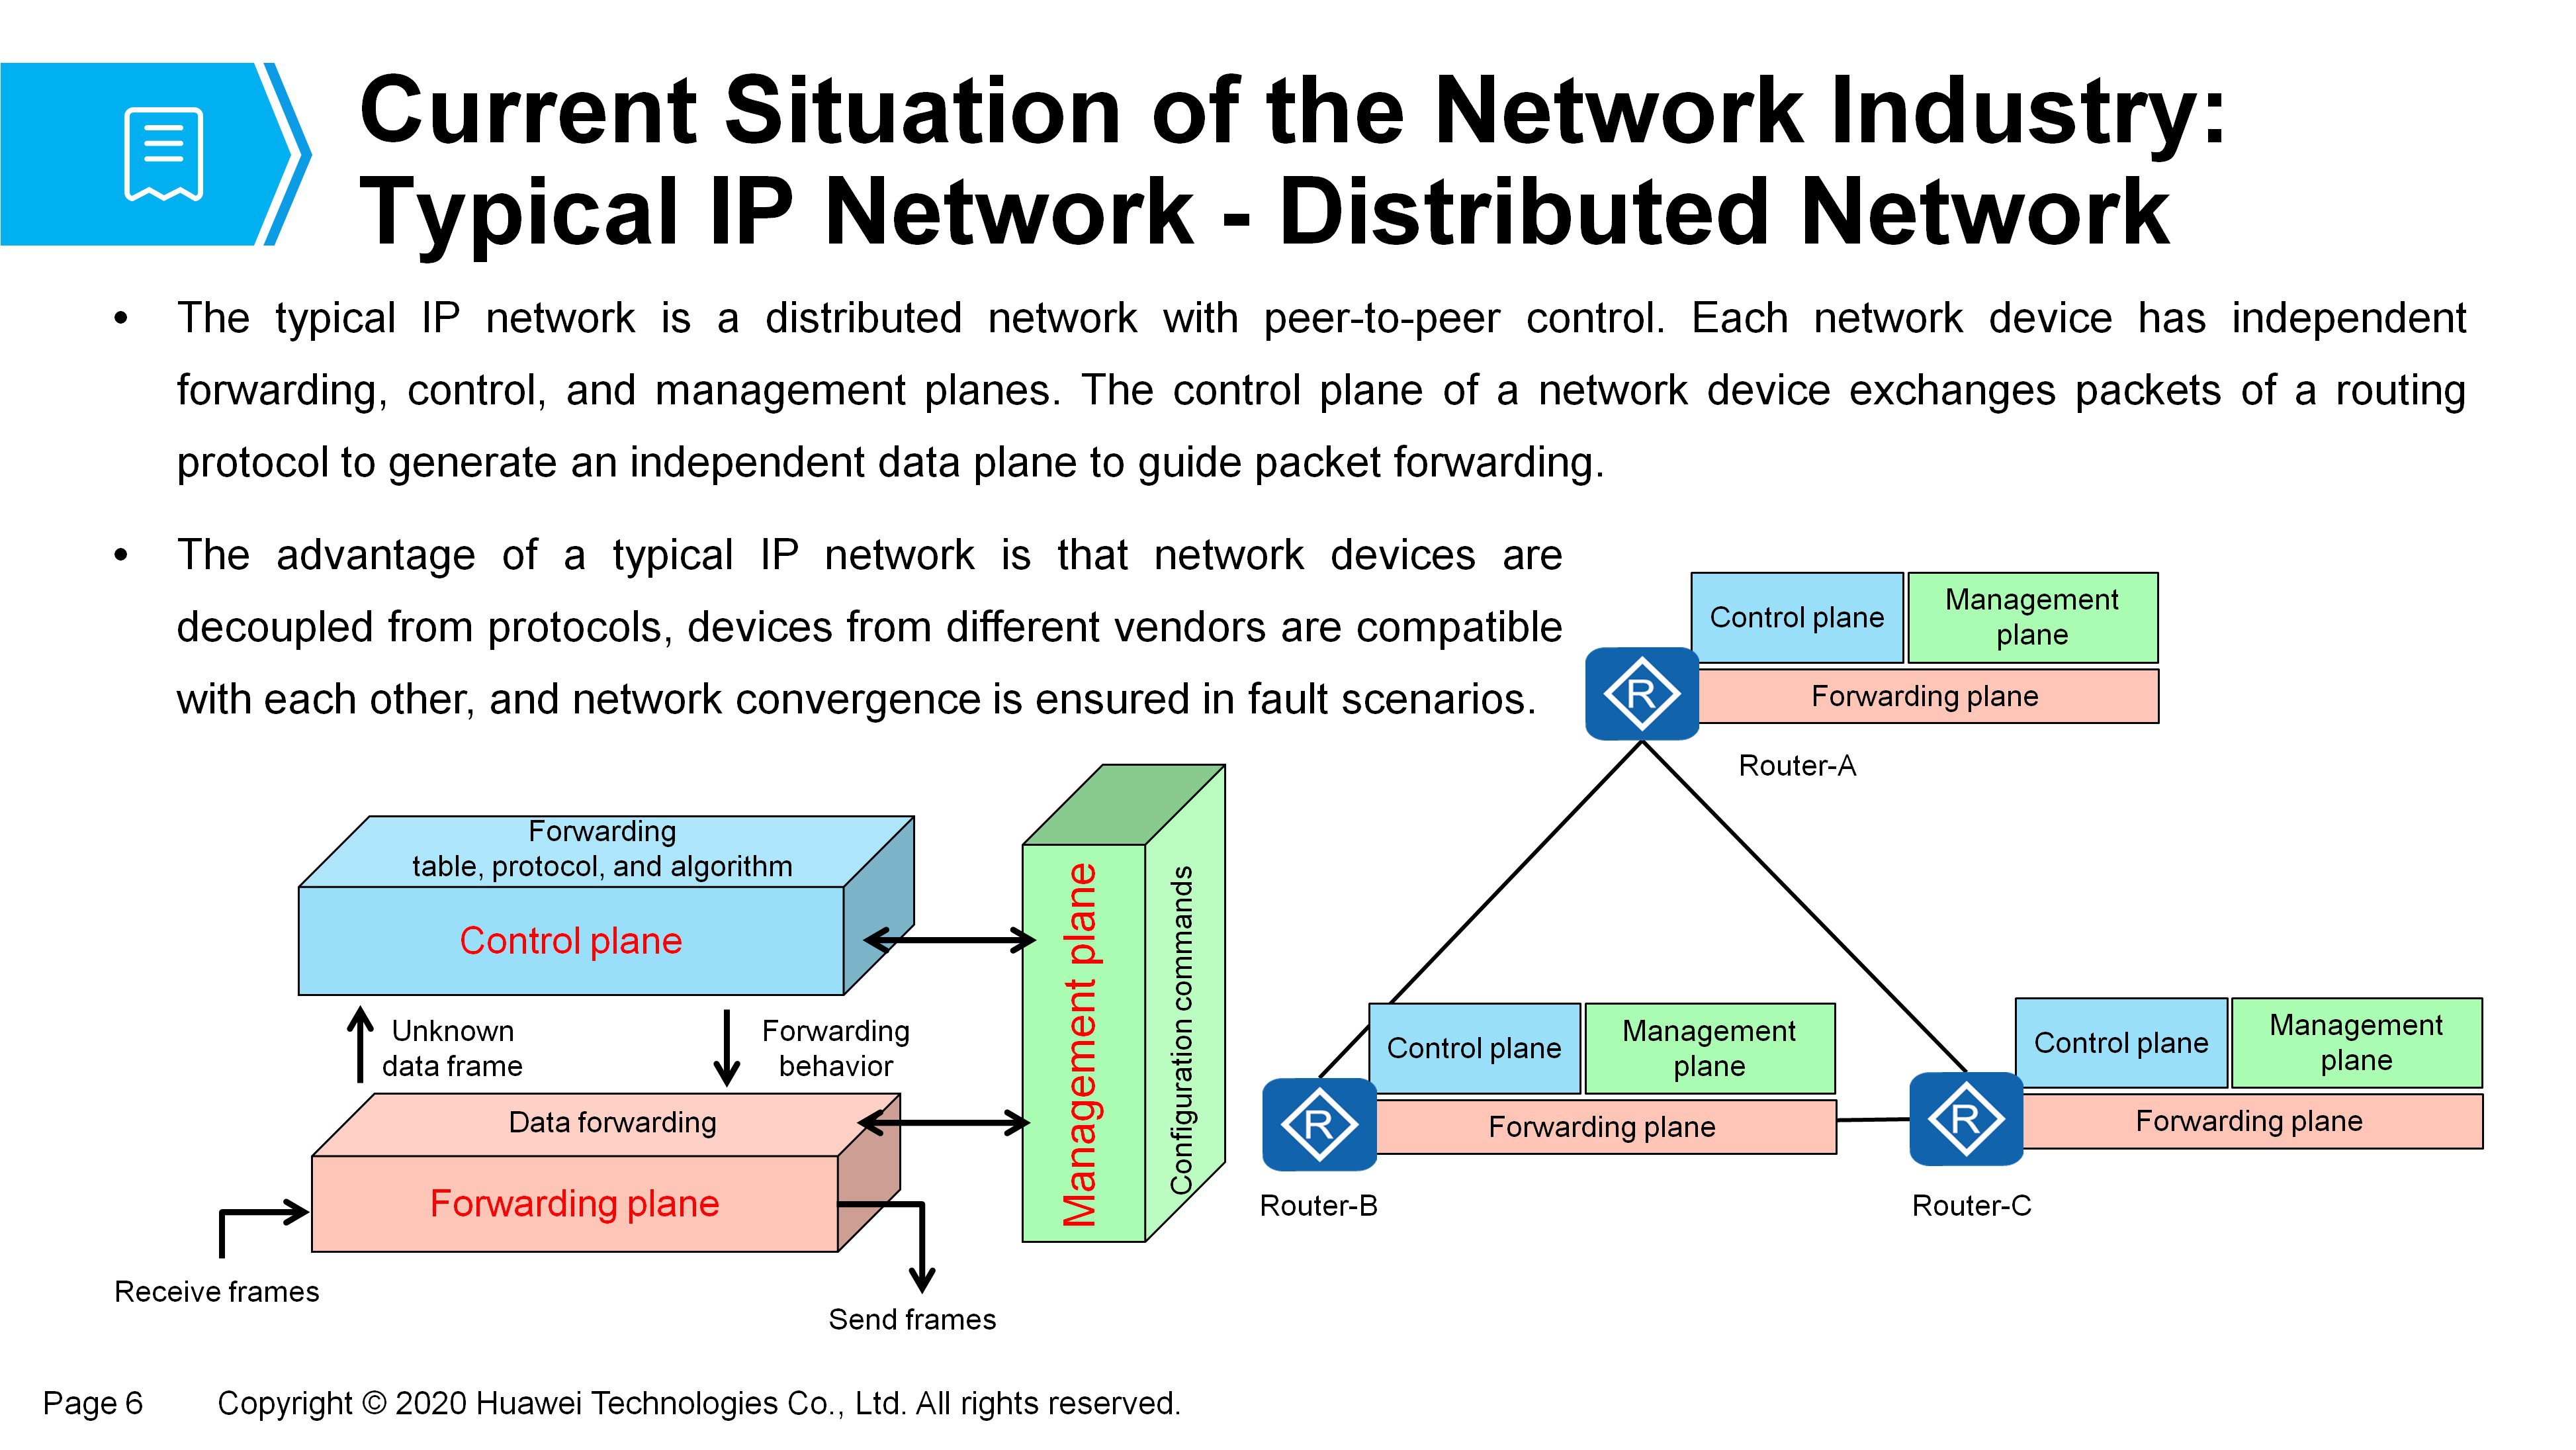 Current Situation of the Network Industry:
Typical IP Network - Distributed Network
• The typical IP network is a distributed network with peer-to-peer control. Each network device has independent
forwarding, control, and management planes. The control plane of a network device exchanges packets of a routing
protocol to generate an independent data plane to guide packet forwarding.
• The advantage of a typical IP network is that network devices are
decoupled from protocols, devices from different vendors are compatible
with each other, and network convergence is ensured in fault scenarios.
Forwarding
table, protocol, and algorithm
Control plane
Unknown
data frame
Forwarding
behavior
Data forwarding
Forwarding plane
Receive frames
Send frames
Management plane
Configuration commands
Control plane
Management
plane
R
Forwarding plane
Router-A
Control plane
Management
plane
R
Forwarding plane
Router-B
Control plane
Management
plane
R
Forwarding plane
Router-C
Page 6
Copyright © 2020 Huawei Technologies Co., Ltd. All rights reserved.